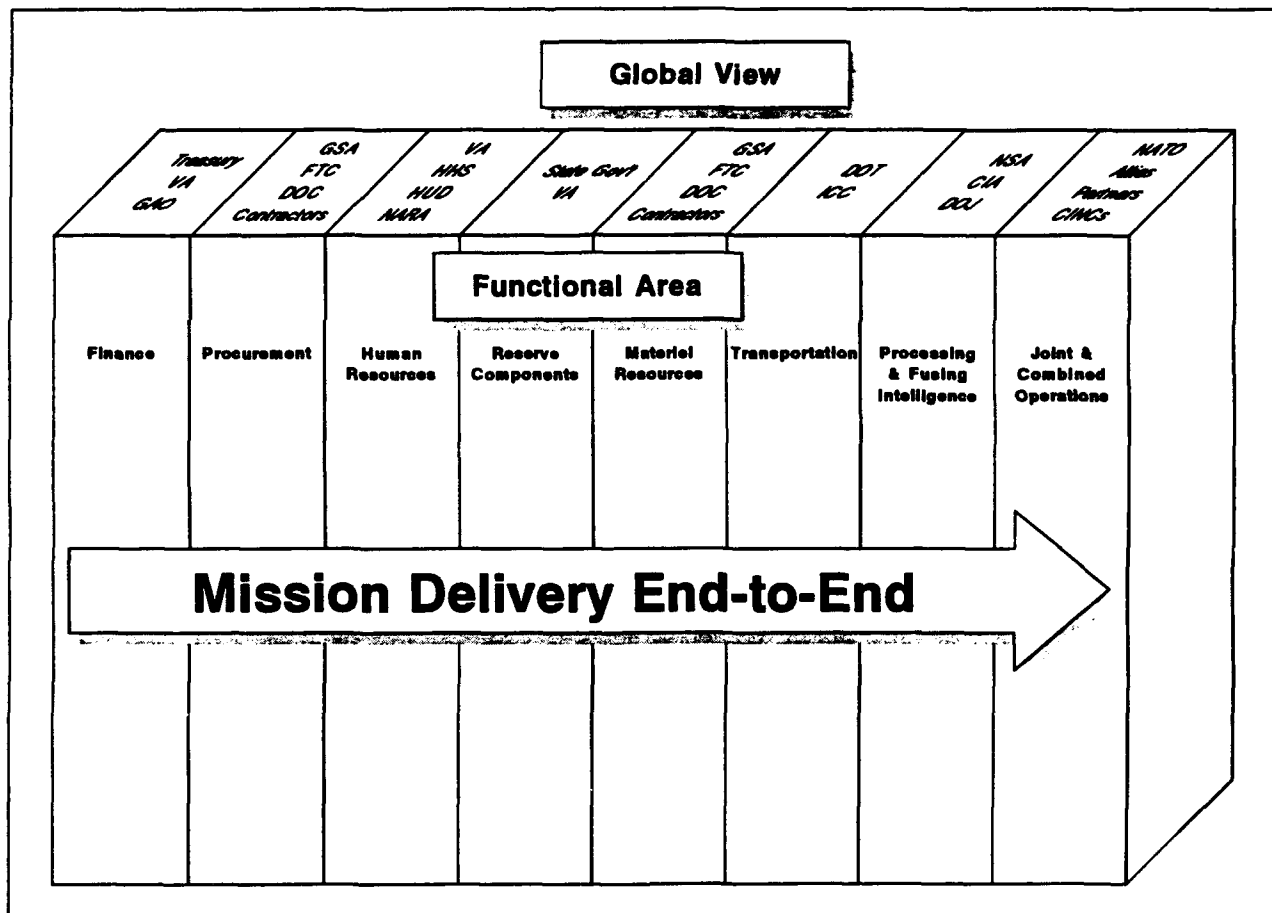 Global View
Treasury
VA
GAO
GSA
FTC
DOC
Contractors
VA
HHS
HUD
NARA
State Gov't
VA
GSA
FTC
DOC
Contractors
DOT
ICC
NSA
CIA
DOJ
NATO
Allies
Partners
CINCs
Functional Area
Finance
Procurement
Human
Resources
Reserve
Components
Materiel
Resources
Transportation
Processing
& Fusing
Intelligence
Joint &
Combined
Operations
Mission Delivery End-to-End